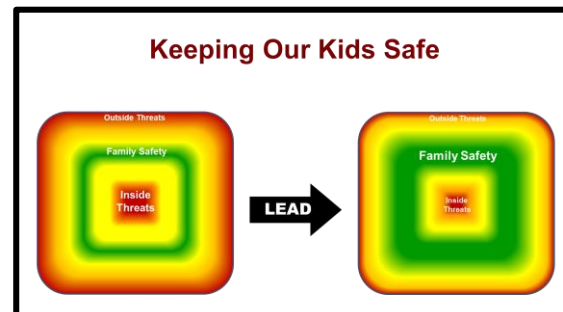 Keeping Our Kids Safe
Outside Threats
Family Safety
Inside
Threats
LEAD
Outside Threats
Family Safety
Inside
Threats